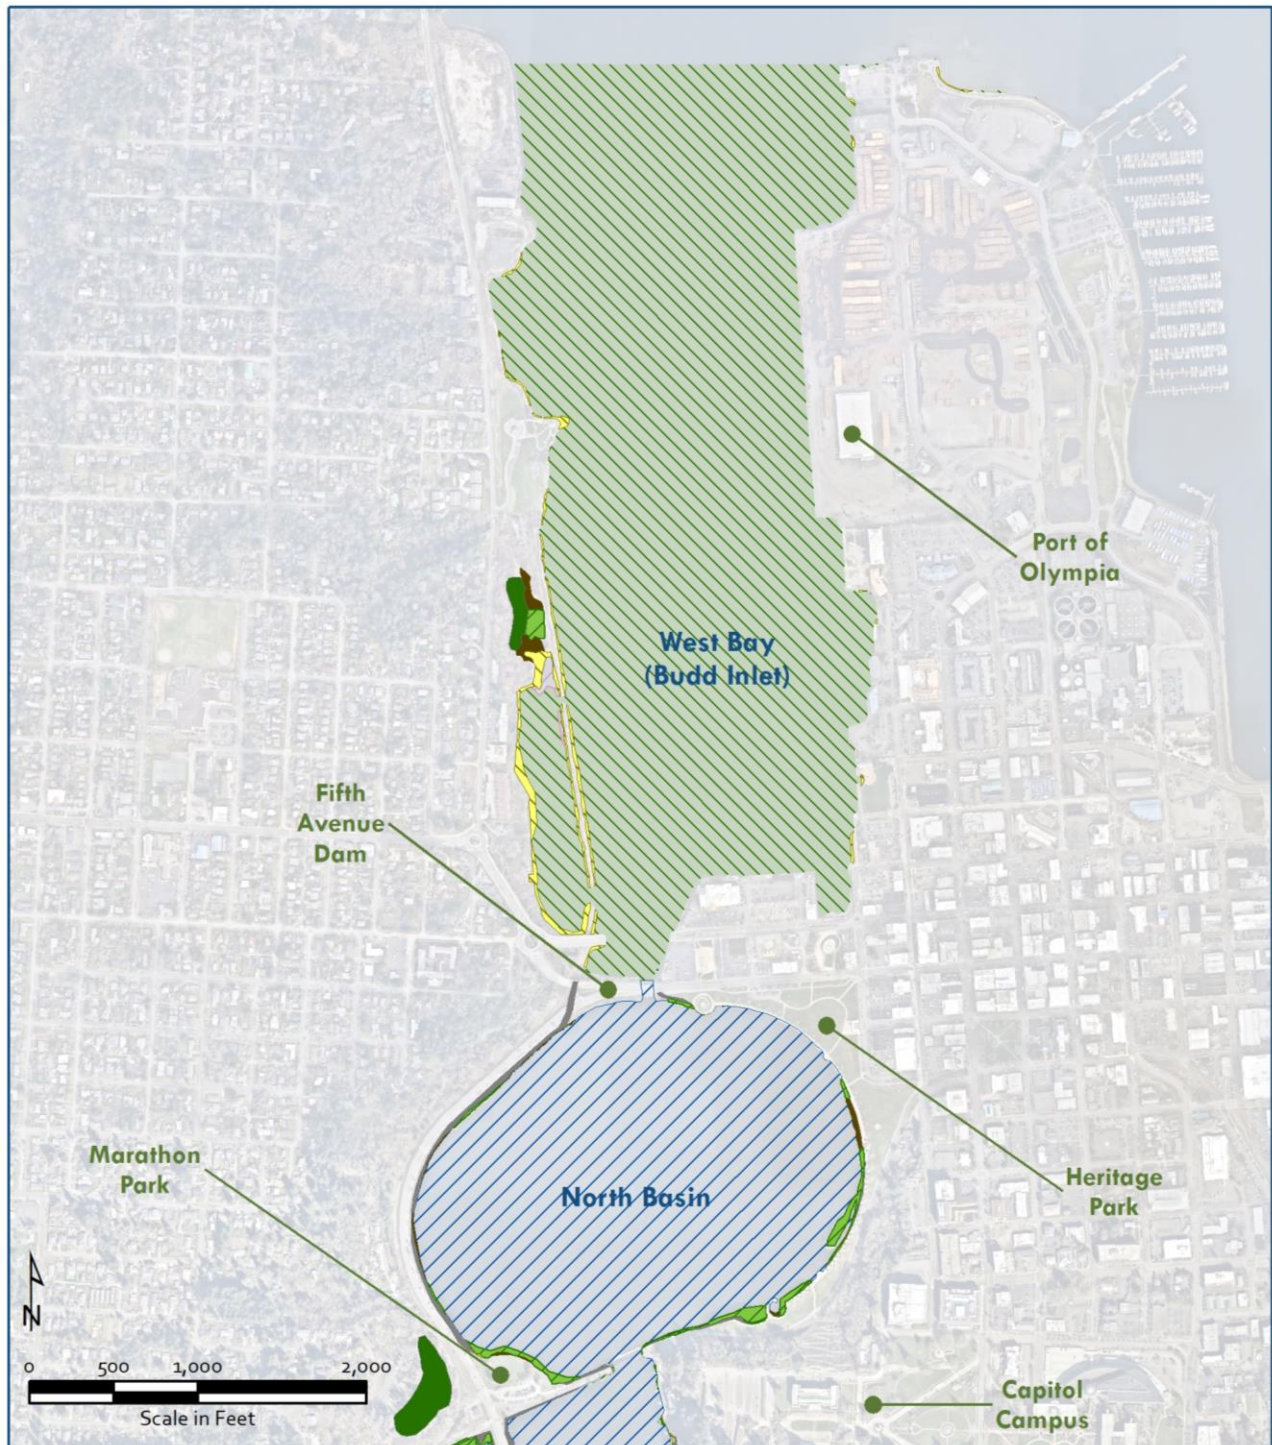 Port of
Olympia
West Bay
(Budd Inlet)
Fifth
Avenue
Dam
Marathon
Park
North Basin
Heritage
Park
N
0 500 1,000 2,000
Scale in Feet
Capitol
Campus